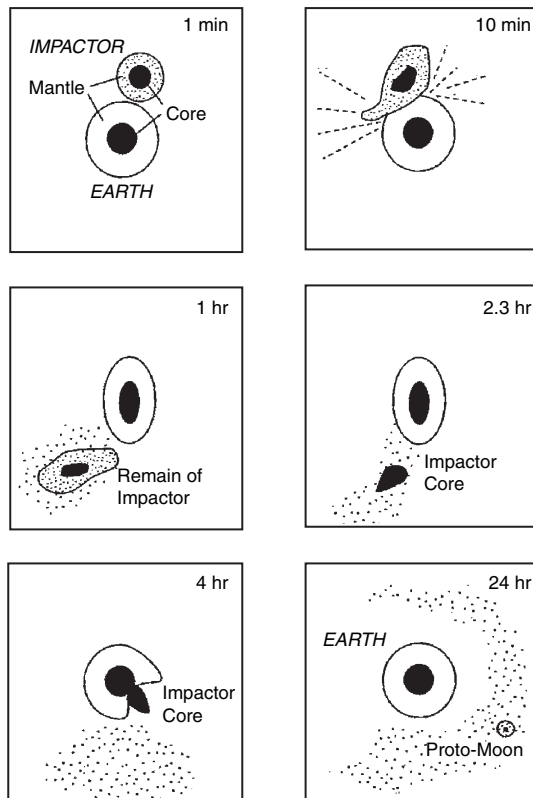 1 min
IMPACTOR
Mantle
Core
EARTH
10 min
1 hr
Remain of
Impactor
2.3 hr
Impactor
Core
4 hr
Impactor
Core
24 hr
EARTH
Proto-Moon